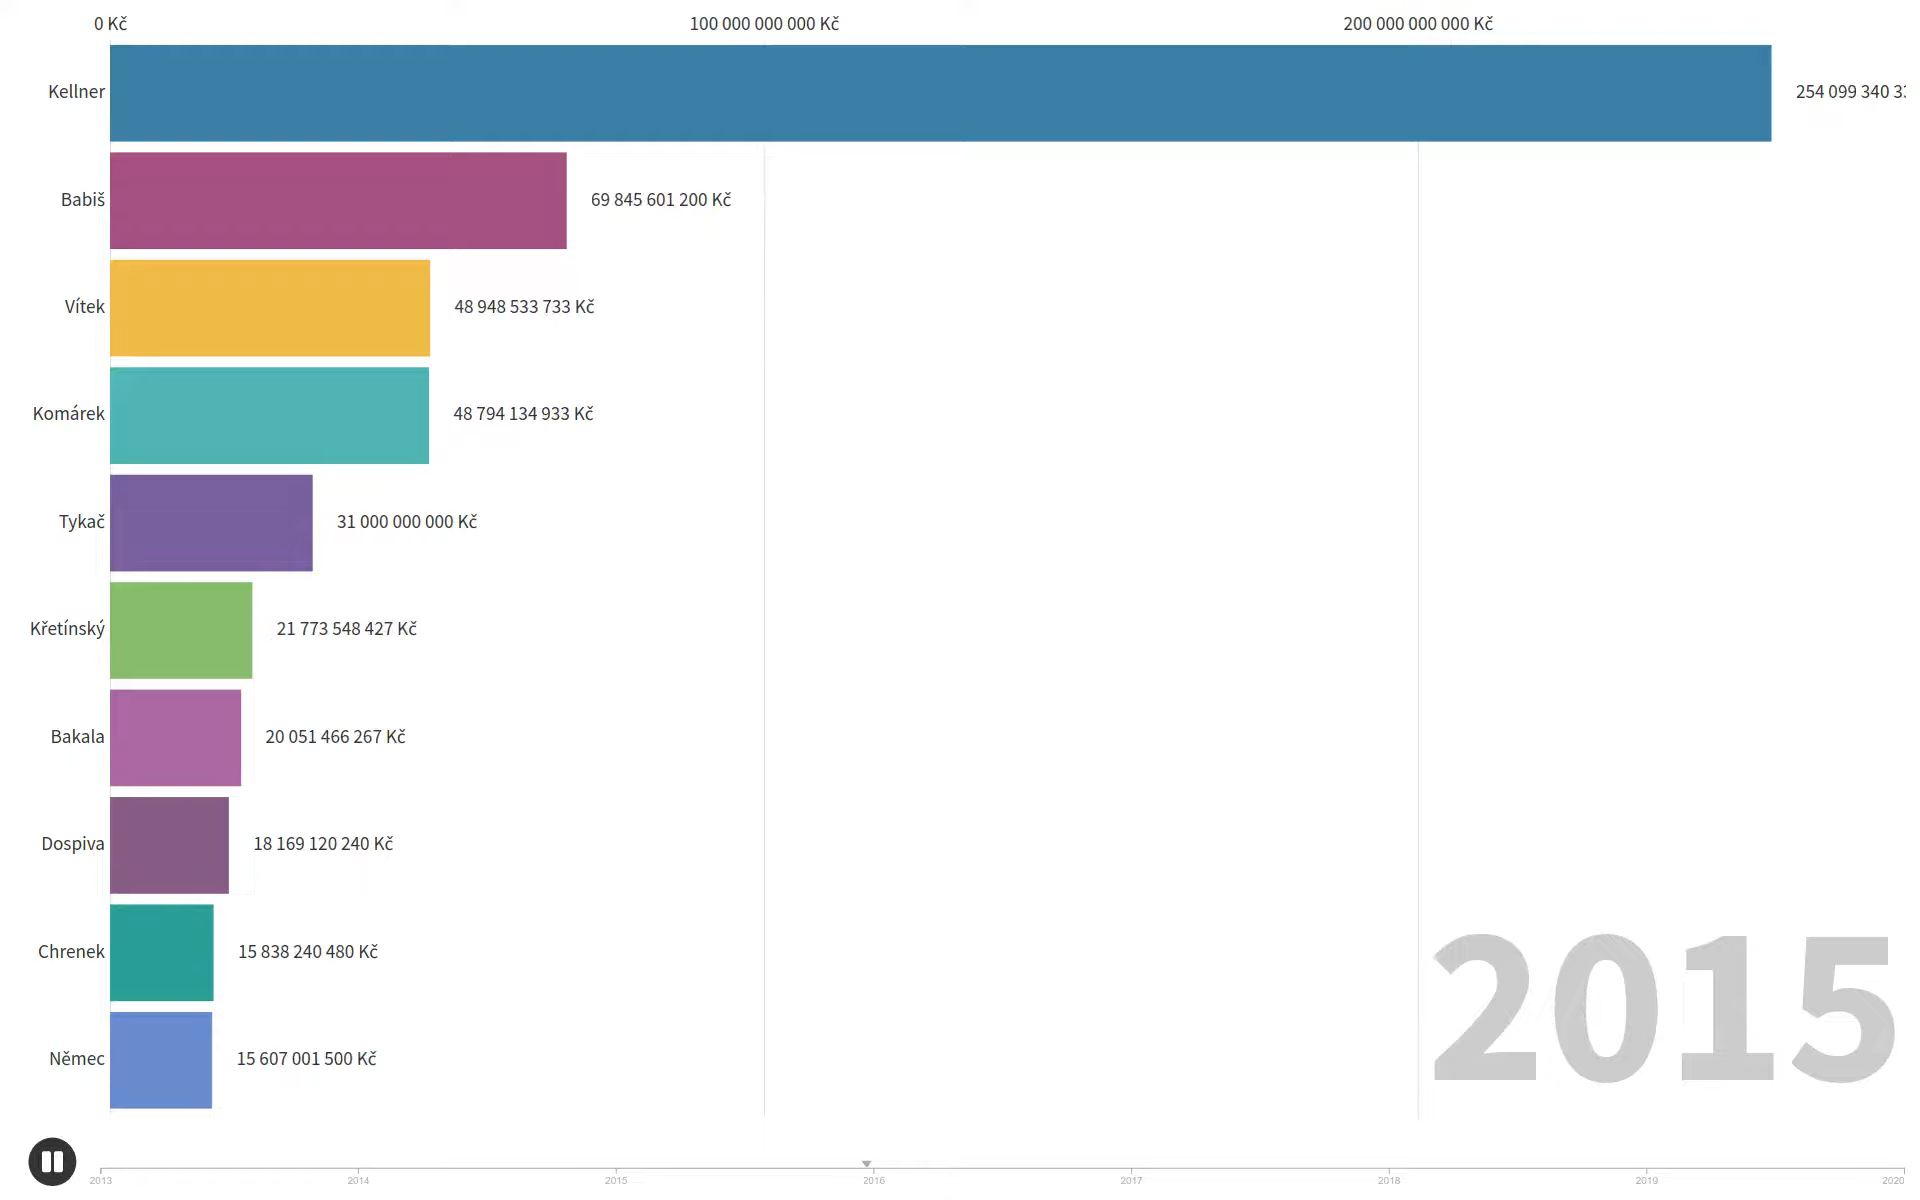 0 Kč 100 000 000 000 Kč 200 000 000 000 Kč
Kellner 254 099 340 33
Babiš 69 845 601 200 Kč
Vítek 48 948 533 733 Kč
Komárek 48 794 134 933 Kč
Tykač 31 000 000 000 Kč
Křetínský 21 773 548 427 Kč
Bakala 20 051 466 267 Kč
Dospiva 18 169 120 240 Kč
Chrenek 15 838 240 480 Kč
Němec 15 607 001 500 Kč
2015
2013 2014 2015 2016 2017 2018 2019 2020